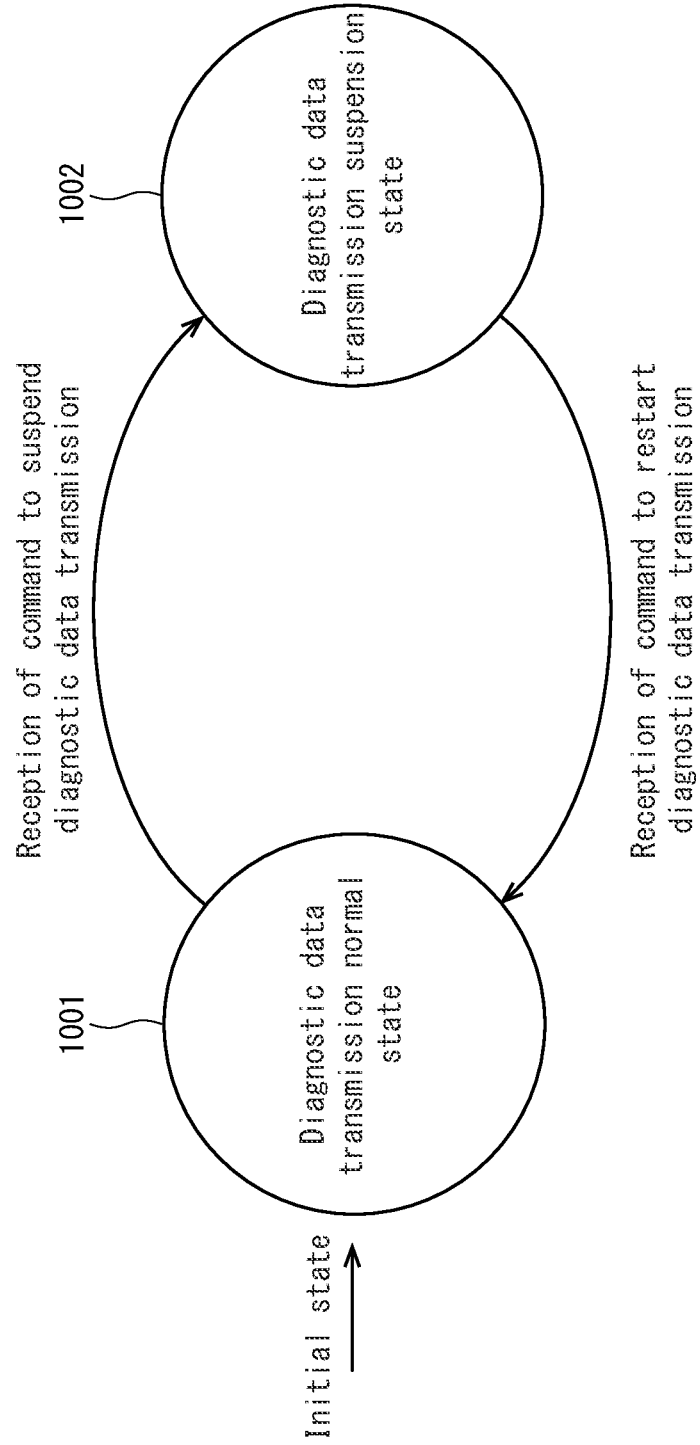 Reception of command to suspend
diagnostic data transmission
1001
1002
Initial state
Diagnostic data
transmission normal
state
Diagnostic data
transmission suspension
state
Reception of command to restart
diagnostic data transmission